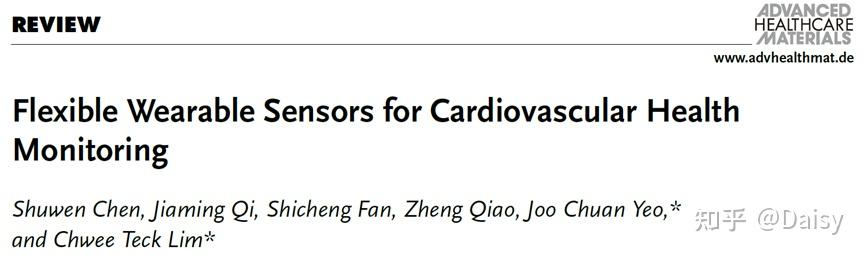 REVIEW
ADVANCED
HEALTHCARE
MATERIALS
www.advhealthmat.de
Flexible Wearable Sensors for Cardiovascular Health
Monitoring
Shuwen Chen, Jiaming Qi, Shicheng Fan, Zheng Qiao, Joo Chuan Yeo,*
and Chwee Teck Lim*
知乎 @Daisy